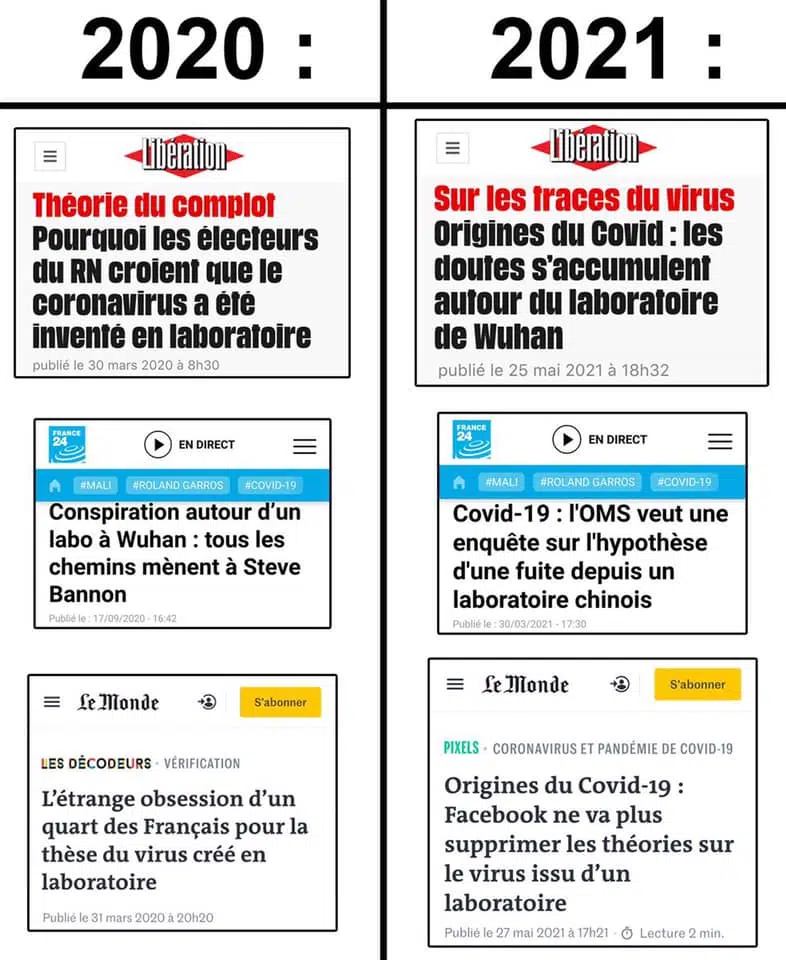 2020 :
Libération
Théorie du complot
Pourquoi les électeurs
du RN croient que le
coronavirus a été
inventé en laboratoire
publié le 30 mars 2020 à 8h30
FRANCE
24
EN DIRECT
#MALI #ROLAND GARROS #COVID-19
Conspiration autour d'un
labo à Wuhan : tous les
chemins mènent à Steve
Bannon
Publié le : 17/09/2020 - 16:42
Le Monde S'abonner
LES DÉCODEURS · VÉRIFICATION
L'étrange obsession d'un
quart des Français pour la
thèse du virus créé en
laboratoire
Publié le 31 mars 2020 à 20h20
2021 :
Libération
Sur les traces du virus
Origines du Covid : les
doutes s'accumulent
autour du laboratoire
de Wuhan
publié le 25 mai 2021 à 18h32
FRANCE
24
EN DIRECT
#MALI #ROLAND GARROS #COVID-19
Covid-19 : l'OMS veut une
enquête sur l'hypothèse
d'une fuite depuis un
laboratoire chinois
Publié le : 30/03/2021 - 17:30
Le Monde S'abonner
PIXELS · CORONAVIRUS ET PANDÉMIE DE COVID-19
Origines du Covid-19 :
Facebook ne va plus
supprimer les théories sur
le virus issu d'un
laboratoire
Publié le 27 mai 2021 à 17h21 · Lecture 2 min.